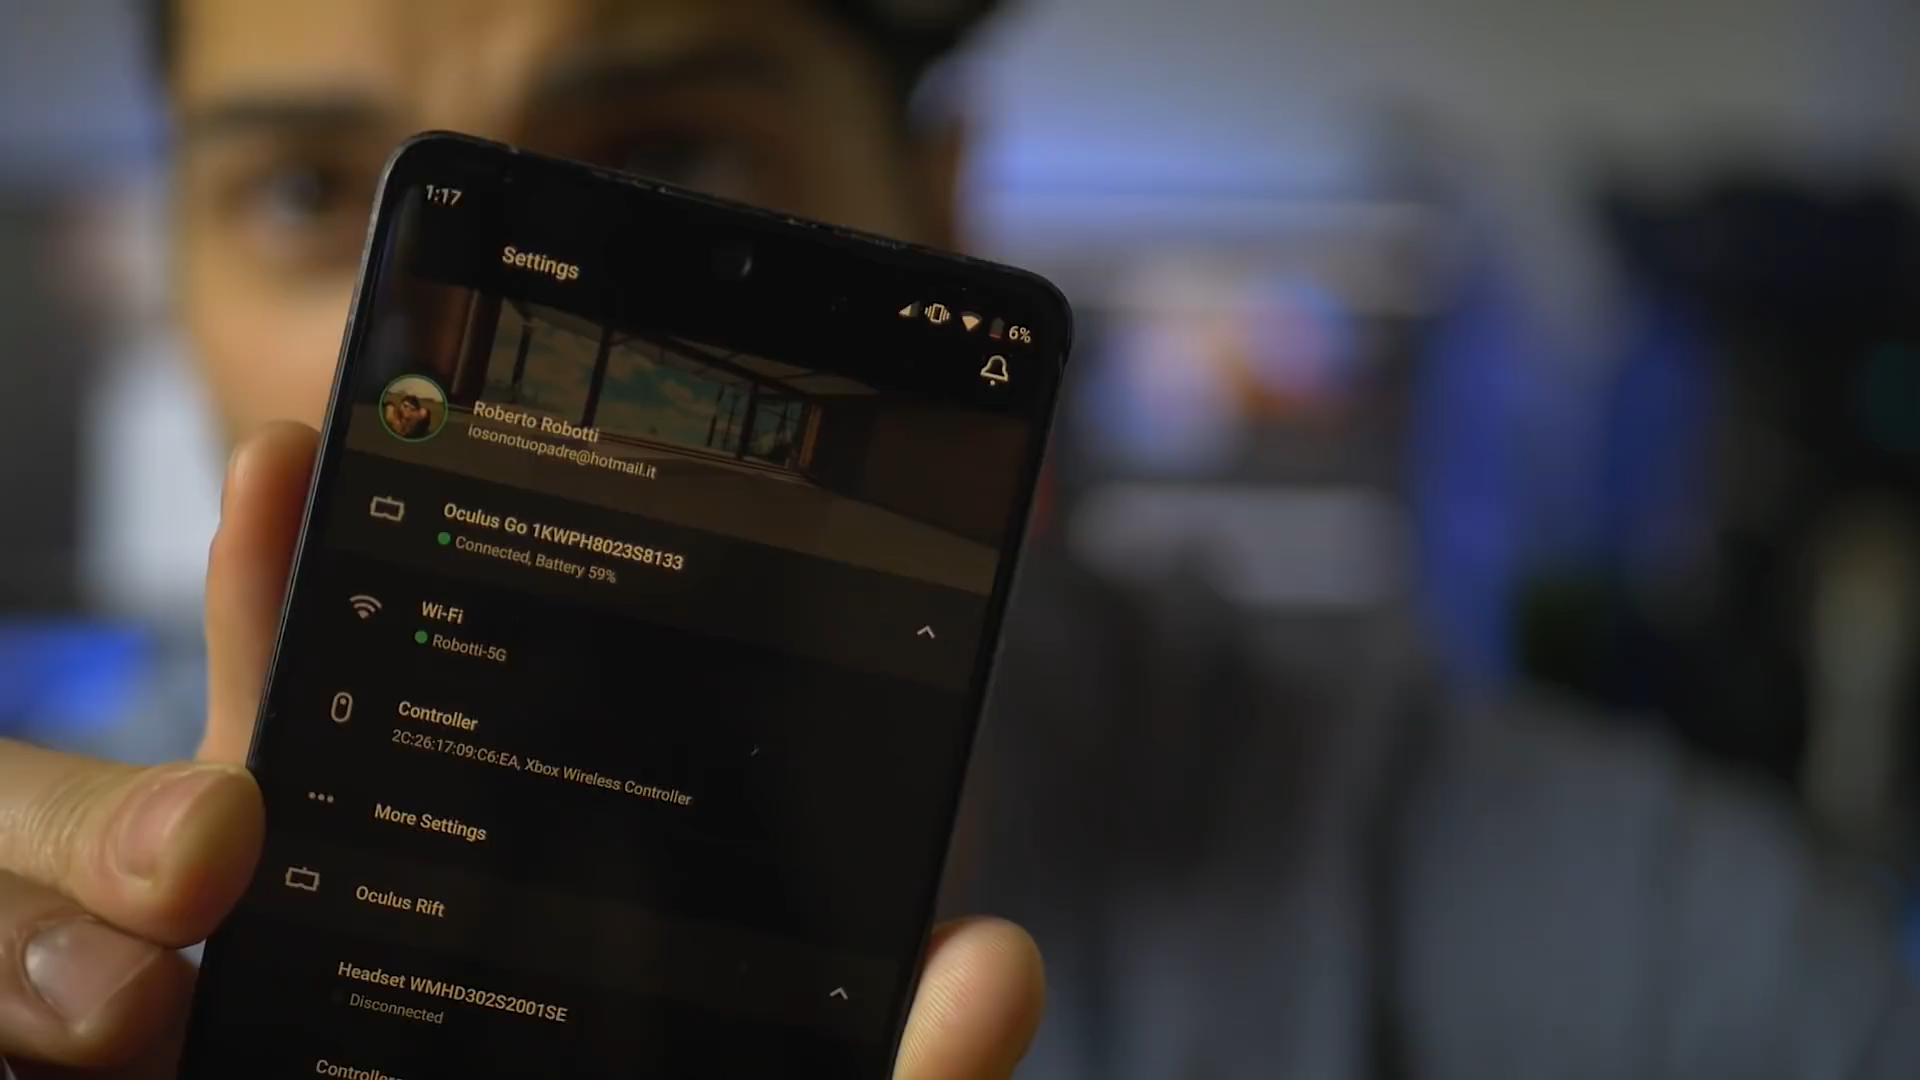 1:17
6%
Settings
Roberto Robotti
iosonotuopadre@hotmail.it
Oculus Go 1KWPH8023S8133
Connected, Battery 59%
Wi-Fi
Robotti-5G
Controller
2C:26:17:09:C6:EA, Xbox Wireless Controller
More Settings
Oculus Rift
Headset WMHD302S2001SE
Disconnected
Controllers